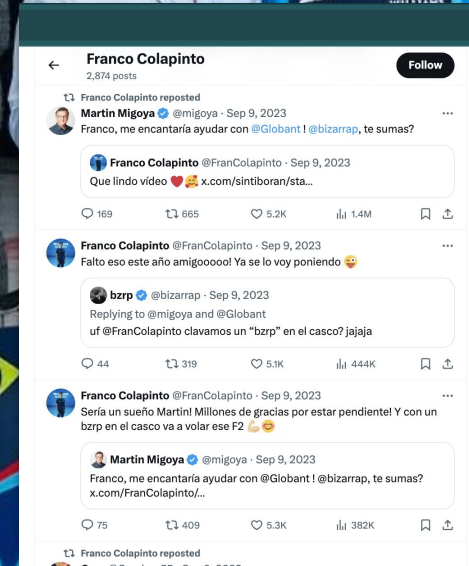 Franco Colapinto
2,874 posts
Follow
Franco Colapinto reposted
Martin Migoya @migoya · Sep 9, 2023
Franco, me encantaría ayudar con @Globant ! @bizarrap, te sumas?
Franco Colapinto @FranColapinto · Sep 9, 2023
Que lindo vídeo ❤️🥰 x.com/sintiboran/sta...
169 665 5.2K 1.4M
Franco Colapinto @FranColapinto · Sep 9, 2023
Falto eso este año amigooooo! Ya se lo voy poniendo 😜
bzrp @bizarrap · Sep 9, 2023
Replying to @migoya and @Globant
uf @FranColapinto clavamos un “bzrp” en el casco? jajaja
44 319 5.1K 444K
Franco Colapinto @FranColapinto · Sep 9, 2023
Sería un sueño Martin! Millones de gracias por estar pendiente! Y con un
bzrp en el casco va a volar ese F2 💪🏻😊
Martin Migoya @migoya · Sep 9, 2023
Franco, me encantaría ayudar con @Globant ! @bizarrap, te sumas?
x.com/FranColapinto/...
75 409 5.3K 382K
Franco Colapinto reposted